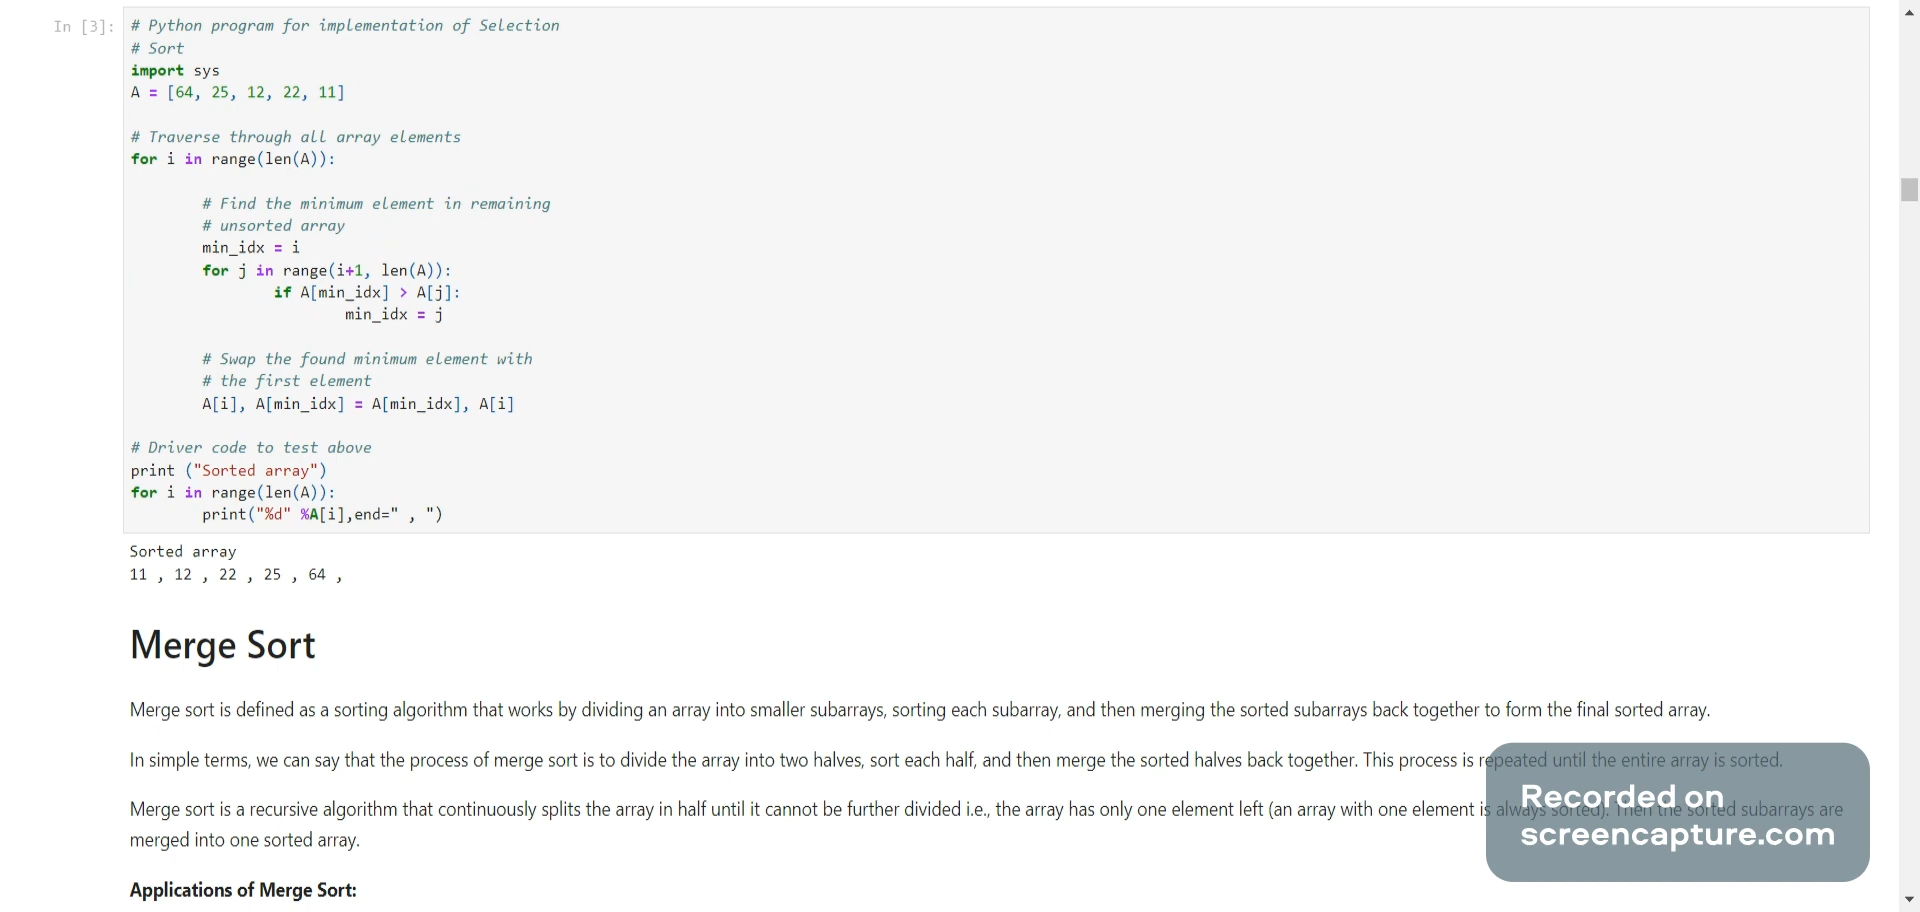 In [3]:
# Python program for implementation of Selection
# Sort
import sys
A = [64, 25, 12, 22, 11]
# Traverse through all array elements
for i in range(len(A)):
# Find the minimum element in remaining
# unsorted array
min_idx = i
for j in range(i+1, len(A)):
if A[min_idx] > A[j]:
min_idx = j
# Swap the found minimum element with
# the first element
A[i], A[min_idx] = A[min_idx], A[i]
# Driver code to test above
print ("Sorted array")
for i in range(len(A)):
print("%d" %A[i],end=" , ")
Sorted array
11 , 12 , 22 , 25 , 64 ,
Merge Sort
Merge sort is defined as a sorting algorithm that works by dividing an array into smaller subarrays, sorting each subarray, and then merging the sorted subarrays back together to form the final sorted array.
In simple terms, we can say that the process of merge sort is to divide the array into two halves, sort each half, and then merge the sorted halves back together. This process is repeated until the entire array is sorted.
Merge sort is a recursive algorithm that continuously splits the array in half until it cannot be further divided i.e., the array has only one element left (an array with one element is always sorted). Then the sorted subarrays are
merged into one sorted array.
Applications of Merge Sort:
Recorded on
screencapture.com